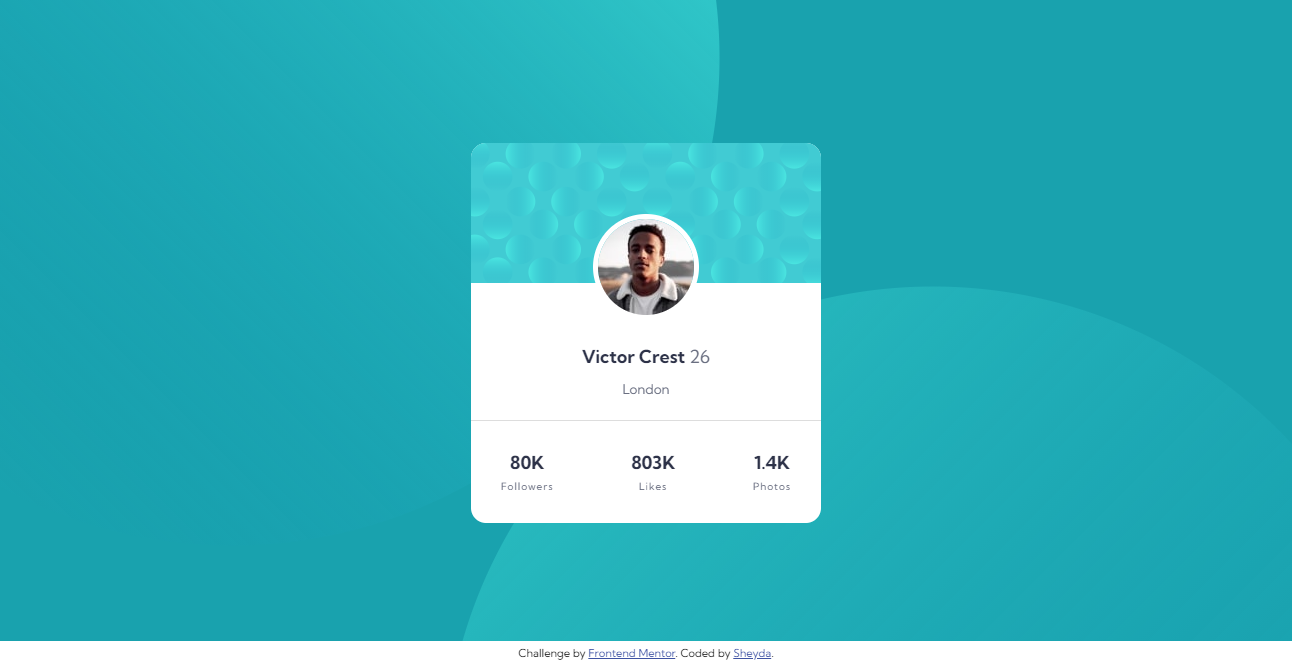 Victor Crest 26
London
80K 803K 1.4K
Followers Likes Photos
Challenge by Frontend Mentor. Coded by Sheyda.